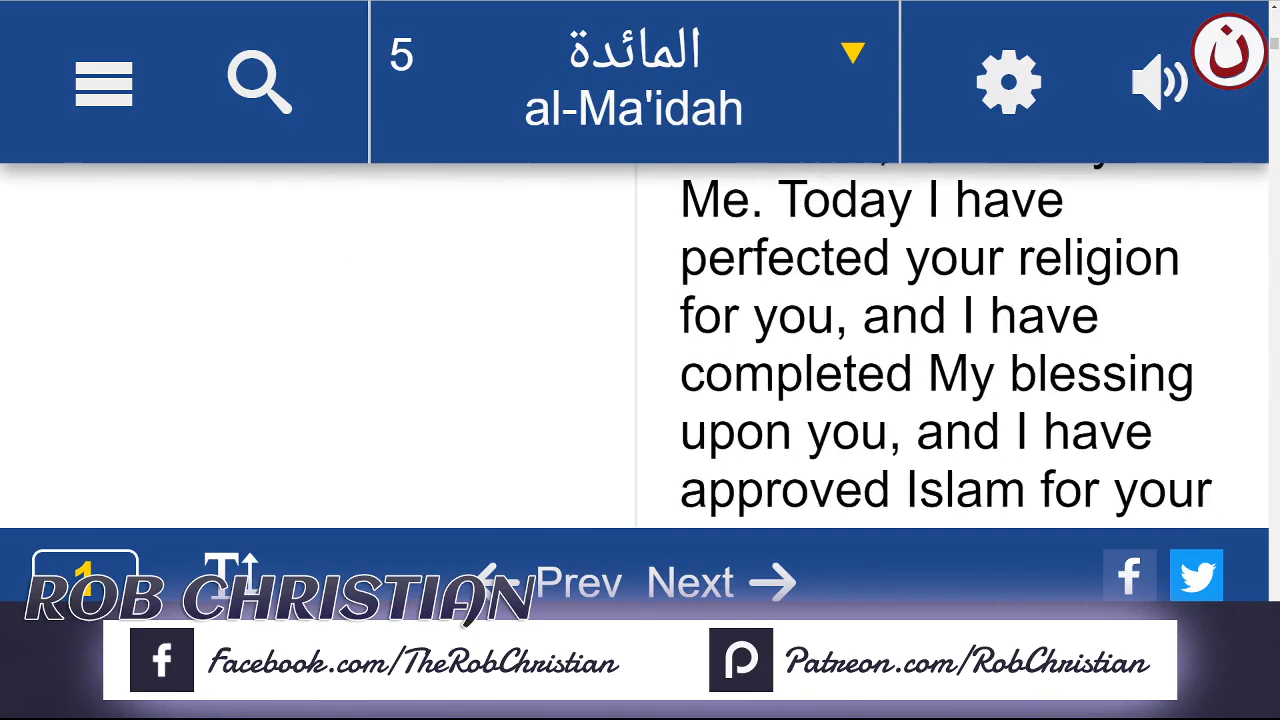 5
المائدة
al-Ma'idah
ن
Me. Today I have
perfected your religion
for you, and I have
completed My blessing
upon you, and I have
approved Islam for your
1
Prev Next
ROB CHRISTIAN
Facebook.com/TheRobChristian
Patreon.com/RobChristian